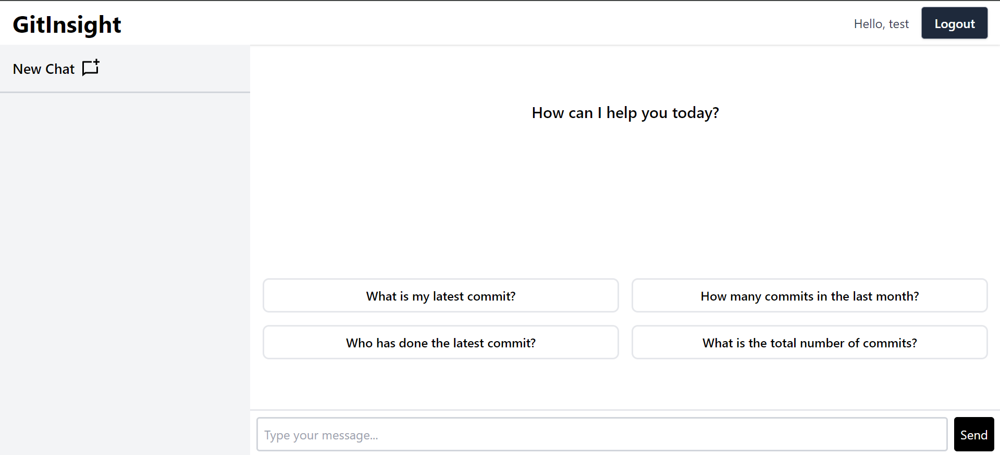 GitInsight
Hello, test
Logout
New Chat
How can I help you today?
What is my latest commit?
How many commits in the last month?
Who has done the latest commit?
What is the total number of commits?
Type your message...
Send